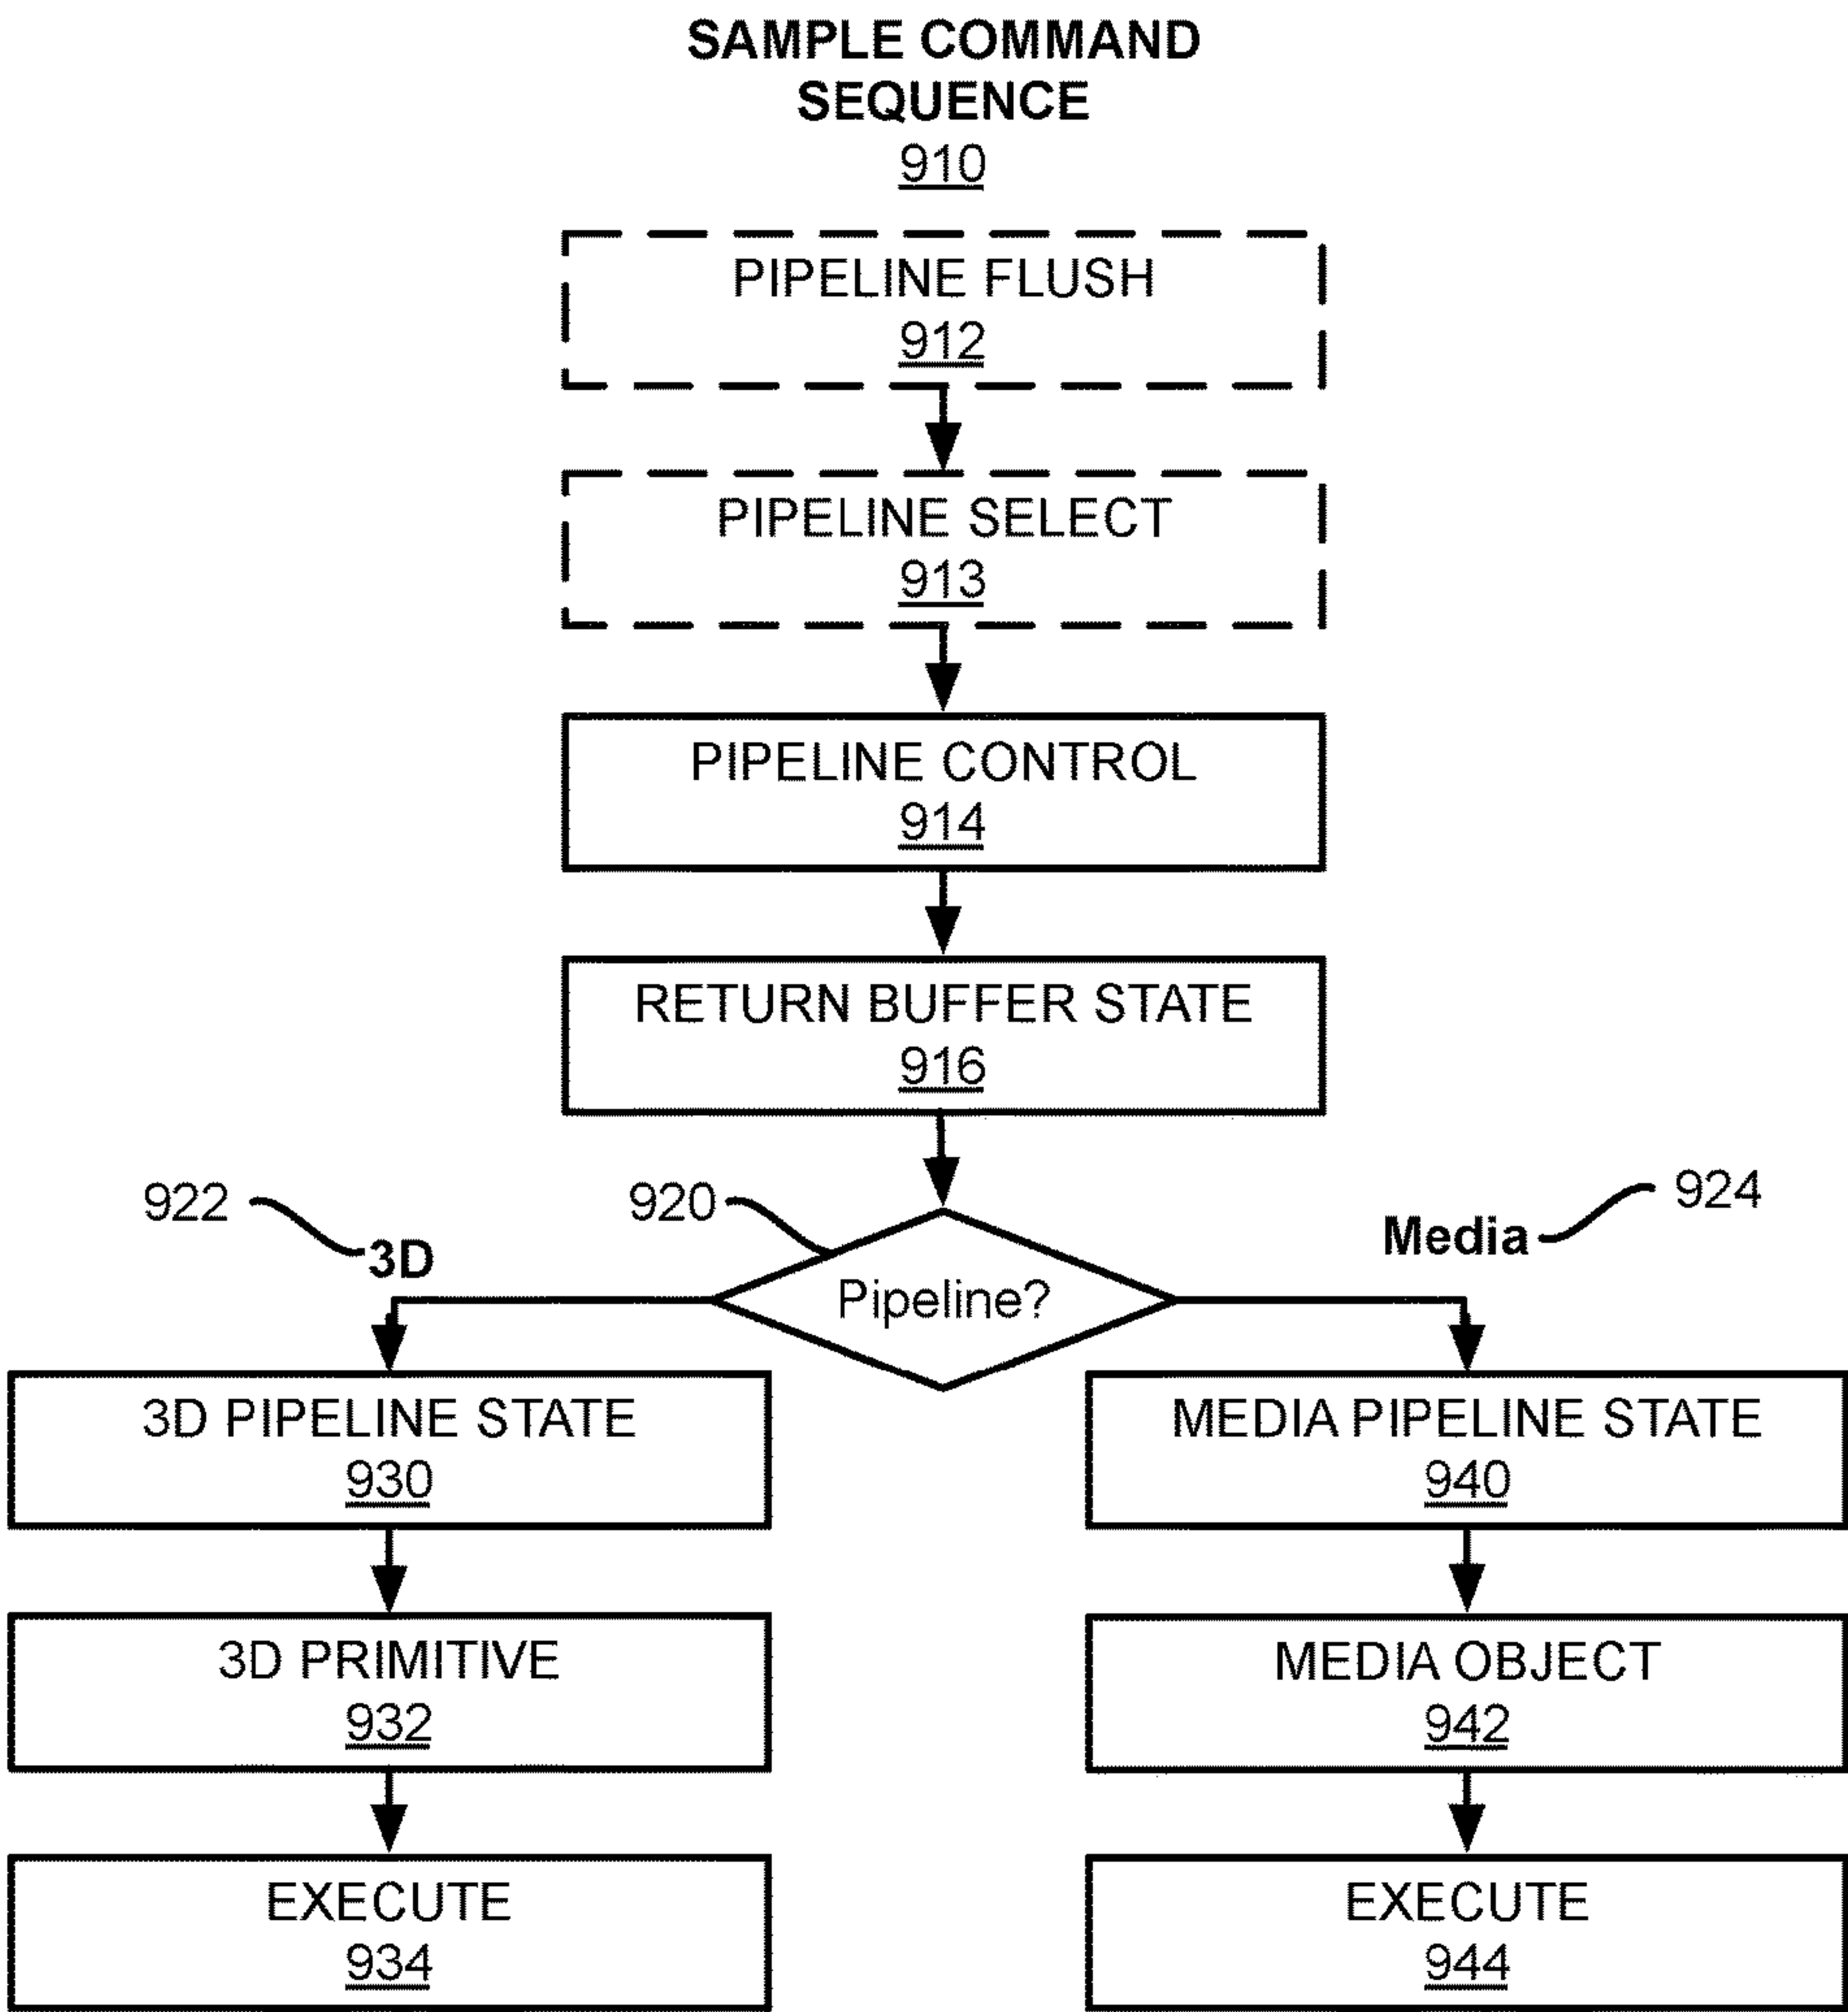 SAMPLE COMMAND
SEQUENCE
910
PIPELINE FLUSH
912
PIPELINE SELECT
913
PIPELINE CONTROL
914
RETURN BUFFER STATE
916
922
920
924
3D
Media
Pipeline?
3D PIPELINE STATE
930
MEDIA PIPELINE STATE
940
3D PRIMITIVE
932
MEDIA OBJECT
942
EXECUTE
934
EXECUTE
944